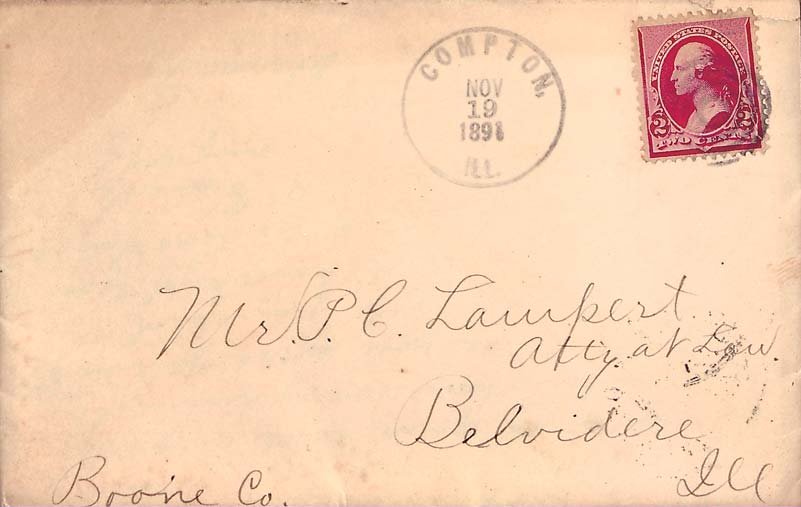 COMPTON,
NOV
19
1891
ILL.
UNITED STATES POSTAGE
2 2
TWO CENTS
Mr. P. C. Lampert
Atty at Law.
Belvidere
Boone Co.
Ill